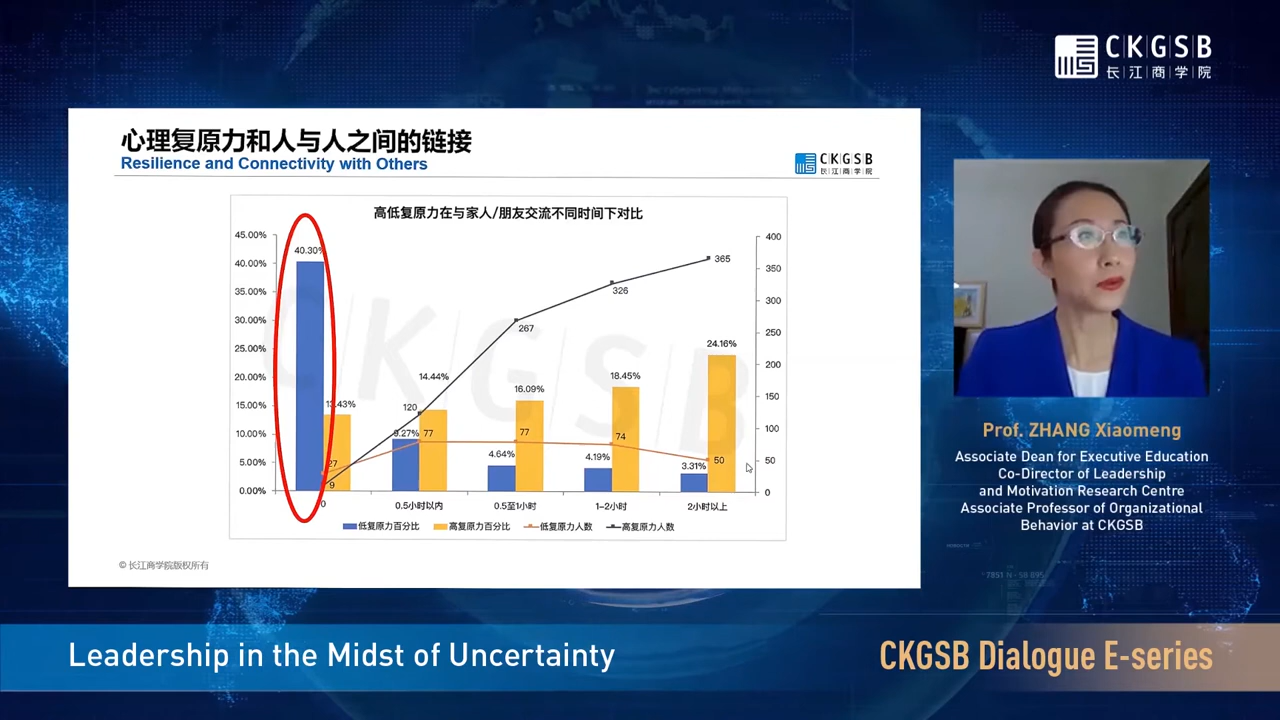 CKGSB
长江商学院
心理复原力和人与人之间的链接
Resilience and Connectivity with Others
CKGSB
长江商学院
高低复原力在与家人/朋友交流不同时间下对比
45.00%
40.00%
35.00%
30.00%
25.00%
20.00%
15.00%
10.00%
5.00%
0.00%
400
350
300
250
200
150
100
50
0
40.30%
13.43%
27
9
14.44%
120
9.27%
77
267
16.09%
77
4.64%
326
18.45%
74
4.19%
365
24.16%
50
3.31%
0
0.5小时以内
0.5至1小时
1-2小时
2小时以上
低复原力百分比
高复原力百分比
低复原力人数
高复原力人数
CKGSB
© 长江商学院版权所有
Prof. ZHANG Xiaomeng
Associate Dean for Executive Education
Co-Director of Leadership
and Motivation Research Centre
Associate Professor of Organizational
Behavior at CKGSB
7851 N - 58.895
Leadership in the Midst of Uncertainty
CKGSB Dialogue E-series